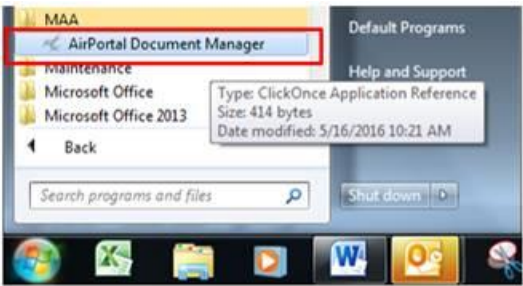 MAA
AirPortal Document Manager
Maintenance
Microsoft Office
Microsoft Office 2013
Back
Search programs and files
Default Programs
Help and Support
Type: ClickOnce Application Reference
Size: 414 bytes
Date modified: 5/16/2016 10:21 AM
Shut down